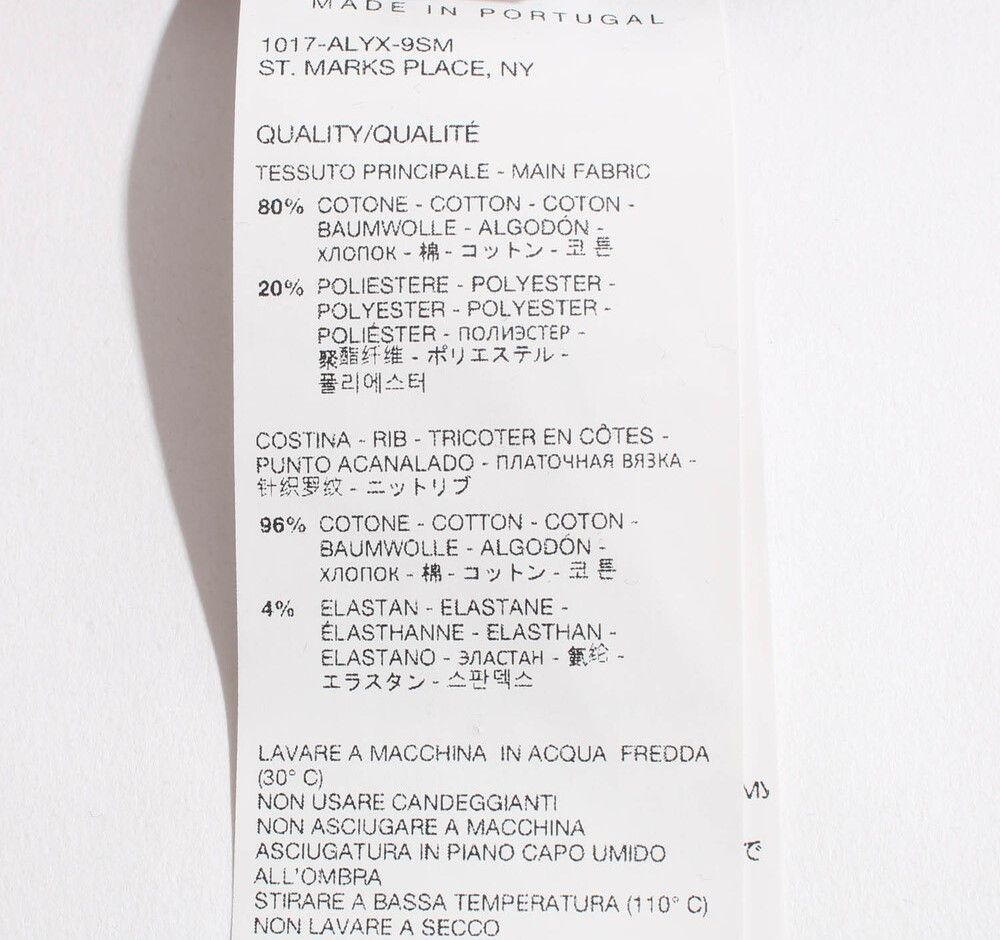 MADE IN PORTUGAL
1017-ALYX-9SM
ST. MARKS PLACE, NY
QUALITY/QUALITÉ
TESSUTO PRINCIPALE - MAIN FABRIC
80% COTONE - COTTON - COTON -
BAUMWOLLE - ALGODÓN -
ХЛОПОК - 棉 - コットン - 코튼
20% POLIESTERE - POLYESTER -
POLYESTER - POLYESTER -
POLIÉSTER - ПОЛИЭСТЕР -
聚酯纤维 - ポリエステル -
폴리에스터
COSTINA - RIB - TRICOTER EN CÔTES -
PUNTO ACANALADO - ПЛАТОЧНАЯ ВЯЗКА -
针织罗纹 - ニットリブ
96% COTONE - COTTON - COTON -
BAUMWOLLE - ALGODÓN -
ХЛОПОК - 棉 - コットン - 코튼
4% ELASTAN - ELASTANE -
ÉLASTHANNE - ELASTHAN -
ELASTANO - ЭЛАСТАН - 氨纶 -
エラスタン - 스판덱스
LAVARE A MACCHINA IN ACQUA FREDDA
(30° C)
NON USARE CANDEGGIANTI
NON ASCIUGARE A MACCHINA
ASCIUGATURA IN PIANO CAPO UMIDO
ALL'OMBRA
STIRARE A BASSA TEMPERATURA (110° C)
NON LAVARE A SECCO
で